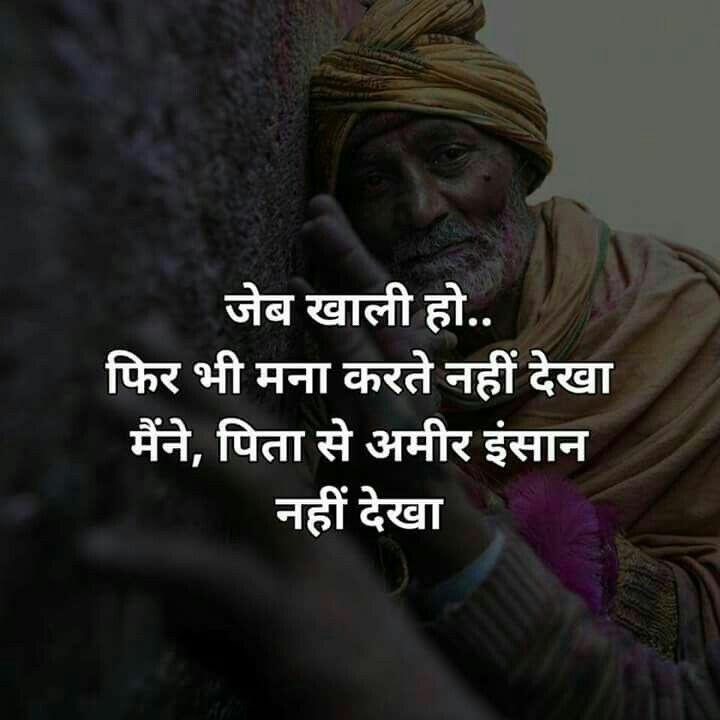 जेब खाली हो..
फिर भी मना करते नहीं देखा
मैंने, पिता से अमीर इंसान
नहीं देखा